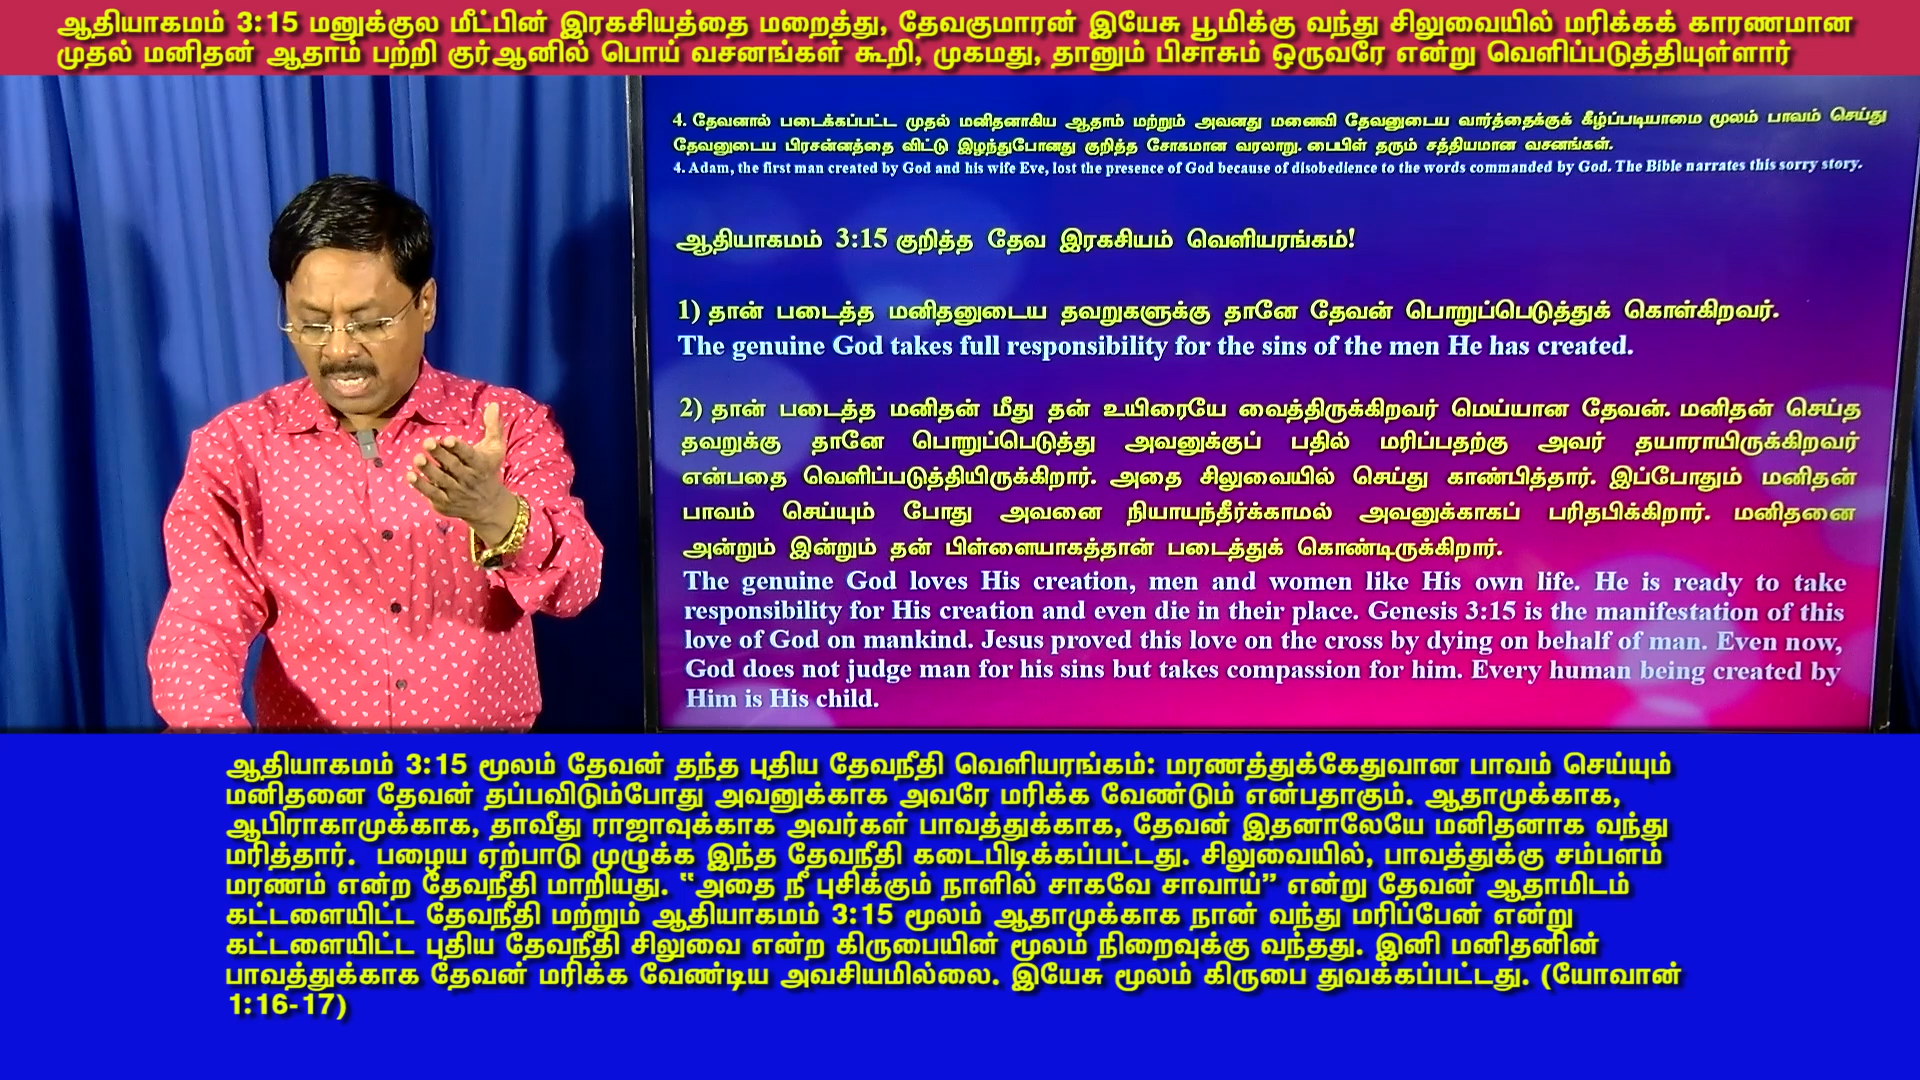 ஆதியாகமம் 3:15 மனுக்குல மீட்பின் இரகசியத்தை மறைத்து, தேவகுமாரன் இயேசு பூமிக்கு வந்து சிலுவையில் மரிக்கக் காரணமான
முதல் மனிதன் ஆதாம் பற்றி குர்ஆனில் பொய் வசனங்கள் கூறி, முகமது, தானும் பிசாசும் ஒருவரே என்று வெளிப்படுத்தியுள்ளார்
4. தேவனால் படைக்கப்பட்ட முதல் மனிதனாகிய ஆதாம் மற்றும் அவனது மனைவி தேவனுடைய வார்த்தைக்குக் கீழ்ப்படியாமை மூலம் பாவம் செய்து
தேவனுடைய பிரசன்னத்தை விட்டு இழந்துபோனது குறித்த சோகமான வரலாறு. பைபிள் தரும் சத்தியமான வசனங்கள்.
4. Adam, the first man created by God and his wife Eve, lost the presence of God because of disobedience to the words commanded by God. The Bible narrates this sorry story.
ஆதியாகமம் 3:15 குறித்த தேவ இரகசியம் வெளியரங்கம்!
1) தான் படைத்த மனிதனுடைய தவறுகளுக்கு தானே தேவன் பொறுப்பெடுத்துக் கொள்கிறவர்.
The genuine God takes full responsibility for the sins of the men He has created.
2) தான் படைத்த மனிதன் மீது தன் உயிரையே வைத்திருக்கிறவர் மெய்யான தேவன். மனிதன் செய்த
தவறுக்கு தானே பொறுப்பெடுத்து அவனுக்குப் பதில் மரிப்பதற்கு அவர் தயாராயிருக்கிறவர்
என்பதை வெளிப்படுத்தியிருக்கிறார். அதை சிலுவையில் செய்து காண்பித்தார். இப்போதும் மனிதன்
பாவம் செய்யும் போது அவனை நியாயந்தீர்க்காமல் அவனுக்காகப் பரிதபிக்கிறார். மனிதனை
அன்றும் இன்றும் தன் பிள்ளையாகத்தான் படைத்துக் கொண்டிருக்கிறார்.
The genuine God loves His creation, men and women like His own life. He is ready to take
responsibility for His creation and even die in their place. Genesis 3:15 is the manifestation of this
love of God on mankind. Jesus proved this love on the cross by dying on behalf of man. Even now,
God does not judge man for his sins but takes compassion for him. Every human being created by
Him is His child.
ஆதியாகமம் 3:15 மூலம் தேவன் தந்த புதிய தேவநீதி வெளியரங்கம்: மரணத்துக்கேதுவான பாவம் செய்யும்
மனிதனை தேவன் தப்பவிடும்போது அவனுக்காக அவரே மரிக்க வேண்டும் என்பதாகும். ஆதாமுக்காக,
ஆபிராகாமுக்காக, தாவீது ராஜாவுக்காக அவர்கள் பாவத்துக்காக, தேவன் இதனாலேயே மனிதனாக வந்து
மரித்தார். பழைய ஏற்பாடு முழுக்க இந்த தேவநீதி கடைபிடிக்கப்பட்டது. சிலுவையில், பாவத்துக்கு சம்பளம்
மரணம் என்ற தேவநீதி மாறியது. "அதை நீ புசிக்கும் நாளில் சாகவே சாவாய்" என்று தேவன் ஆதாமிடம்
கட்டளையிட்ட தேவநீதி மற்றும் ஆதியாகமம் 3:15 மூலம் ஆதாமுக்காக நான் வந்து மரிப்பேன் என்று
கட்டளையிட்ட புதிய தேவநீதி சிலுவை என்ற கிருபையின் மூலம் நிறைவுக்கு வந்தது. இனி மனிதனின்
பாவத்துக்காக தேவன் மரிக்க வேண்டிய அவசியமில்லை. இயேசு மூலம் கிருபை துவக்கப்பட்டது. (யோவான்
1:16-17)